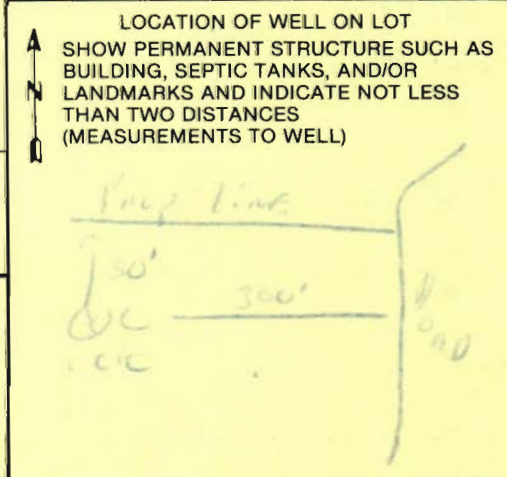 LOCATION OF WELL ON LOT
SHOW PERMANENT STRUCTURE SUCH AS
BUILDING, SEPTIC TANKS, AND/OR
N LANDMARKS AND INDICATE NOT LESS
THAN TWO DISTANCES
(MEASUREMENTS TO WELL)
Prop Line
50'
300'
ROAD